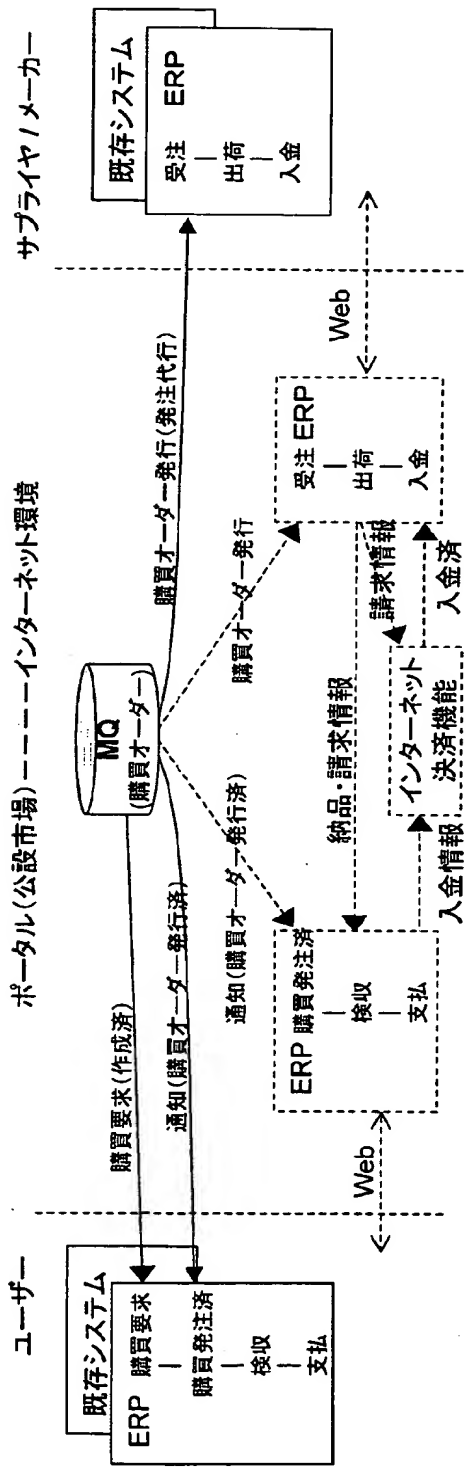 ユーザー
ポータル(公設市場)ーーーーインターネット環境
サプライヤ/メーカー
既存システム
ERP 購買要求
購買発注済
検収
支払
購買要求(作成済)
通知(購買オーダー発行済)
MQ
(購買オーダー)
購買オーダー発行(発注代行)
既存システム
ERP
受注
出荷
入金
通知(購買オーダー発行済)
購買オーダー発行
Web
ERP 購買発注済
検収
支払
納品・請求情報
請求情報
入金情報
インターネット
決済機能
入金済
受注 ERP
出荷
入金
Web